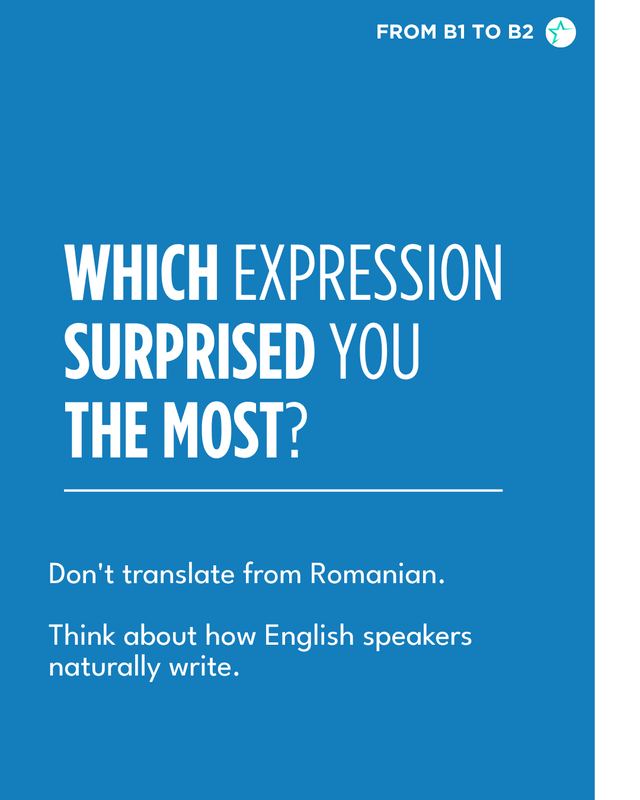 FROM B1 TO B2
WHICH EXPRESSION
SURPRISED YOU
THE MOST?
Don't translate from Romanian.
Think about how English speakers
naturally write.